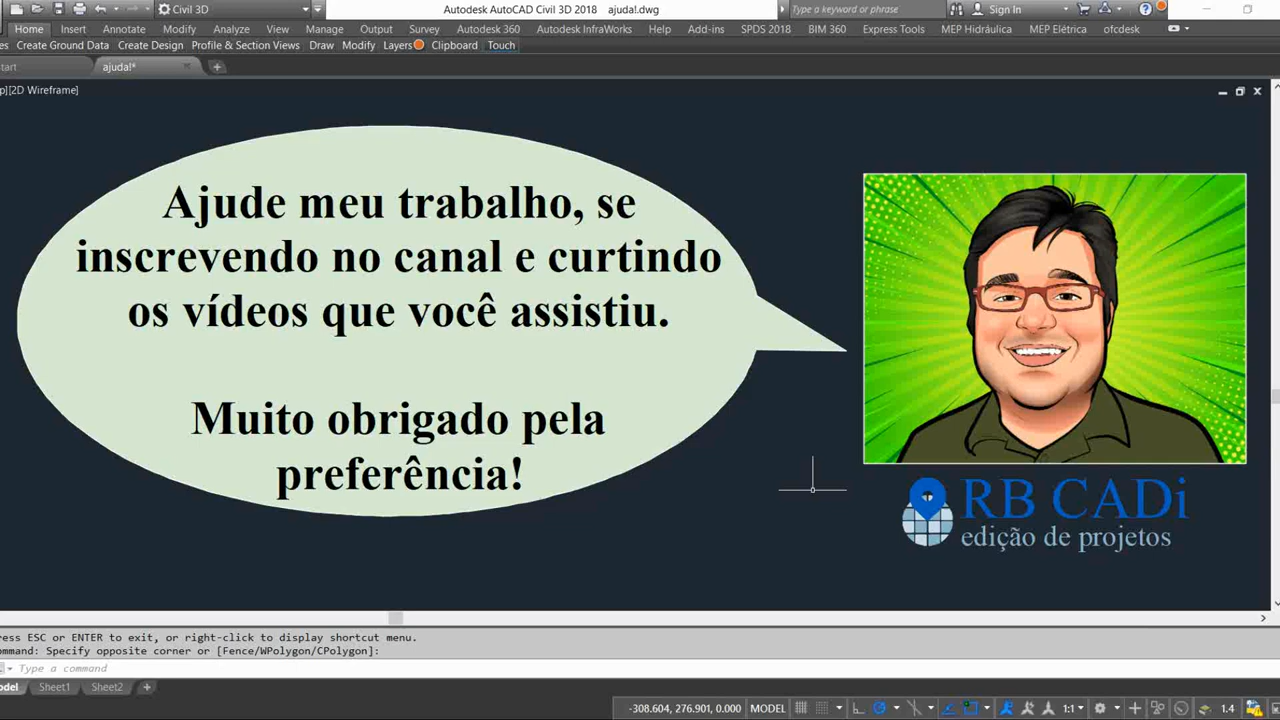 Civil 3D
Autodesk AutoCAD Civil 3D 2018 ajuda!.dwg
Type a keyword or phrase
Sign In
Home Insert Annotate Modify Analyze View Manage Output Survey Autodesk 360 Autodesk InfraWorks Help Add-ins SPDS 2018 BIM 360 Express Tools MEP Hidráulica MEP Elétrica ofcdesk
Create Ground Data Create Design Profile & Section Views Draw Modify Layers Clipboard Touch
ajuda!*
[2D Wireframe]
Ajude meu trabalho, se
inscrevendo no canal e curtindo
os vídeos que você assistiu.
Muito obrigado pela
preferência!
RB CADi
edição de projetos
ress ESC or ENTER to exit, or right-click to display shortcut menu.
ommand: Specify opposite corner or [Fence/WPolygon/CPolygon]:
Type a command
odel Sheet1 Sheet2
-308.604, 276.901, 0.000 MODEL 1:1 1.4